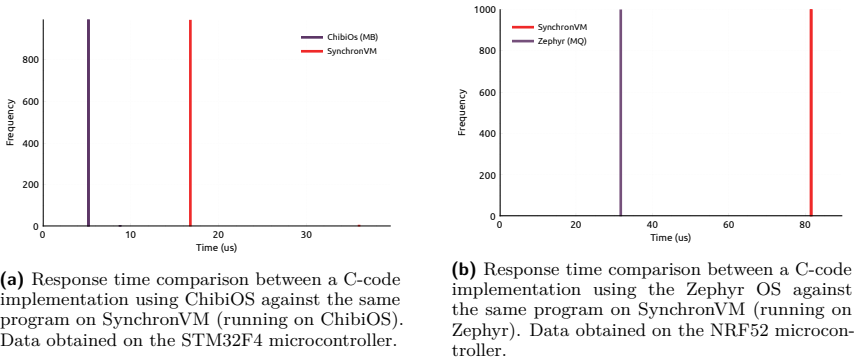 ChibiOs (MB)
SynchronVM
Frequency
800
600
400
200
0
0
10
20
30
Time (us)
(a) Response time comparison between a C-code
implementation using ChibiOS against the same
program on SynchronVM (running on ChibiOS).
Data obtained on the STM32F4 microcontroller.
SynchronVM
Zephyr (MQ)
Frequency
1000
800
600
400
200
0
0
20
40
60
80
Time (us)
(b) Response time comparison between a C-code
implementation using the Zephyr OS against
the same program on SynchronVM (running on
Zephyr). Data obtained on the NRF52 microcon-
troller.